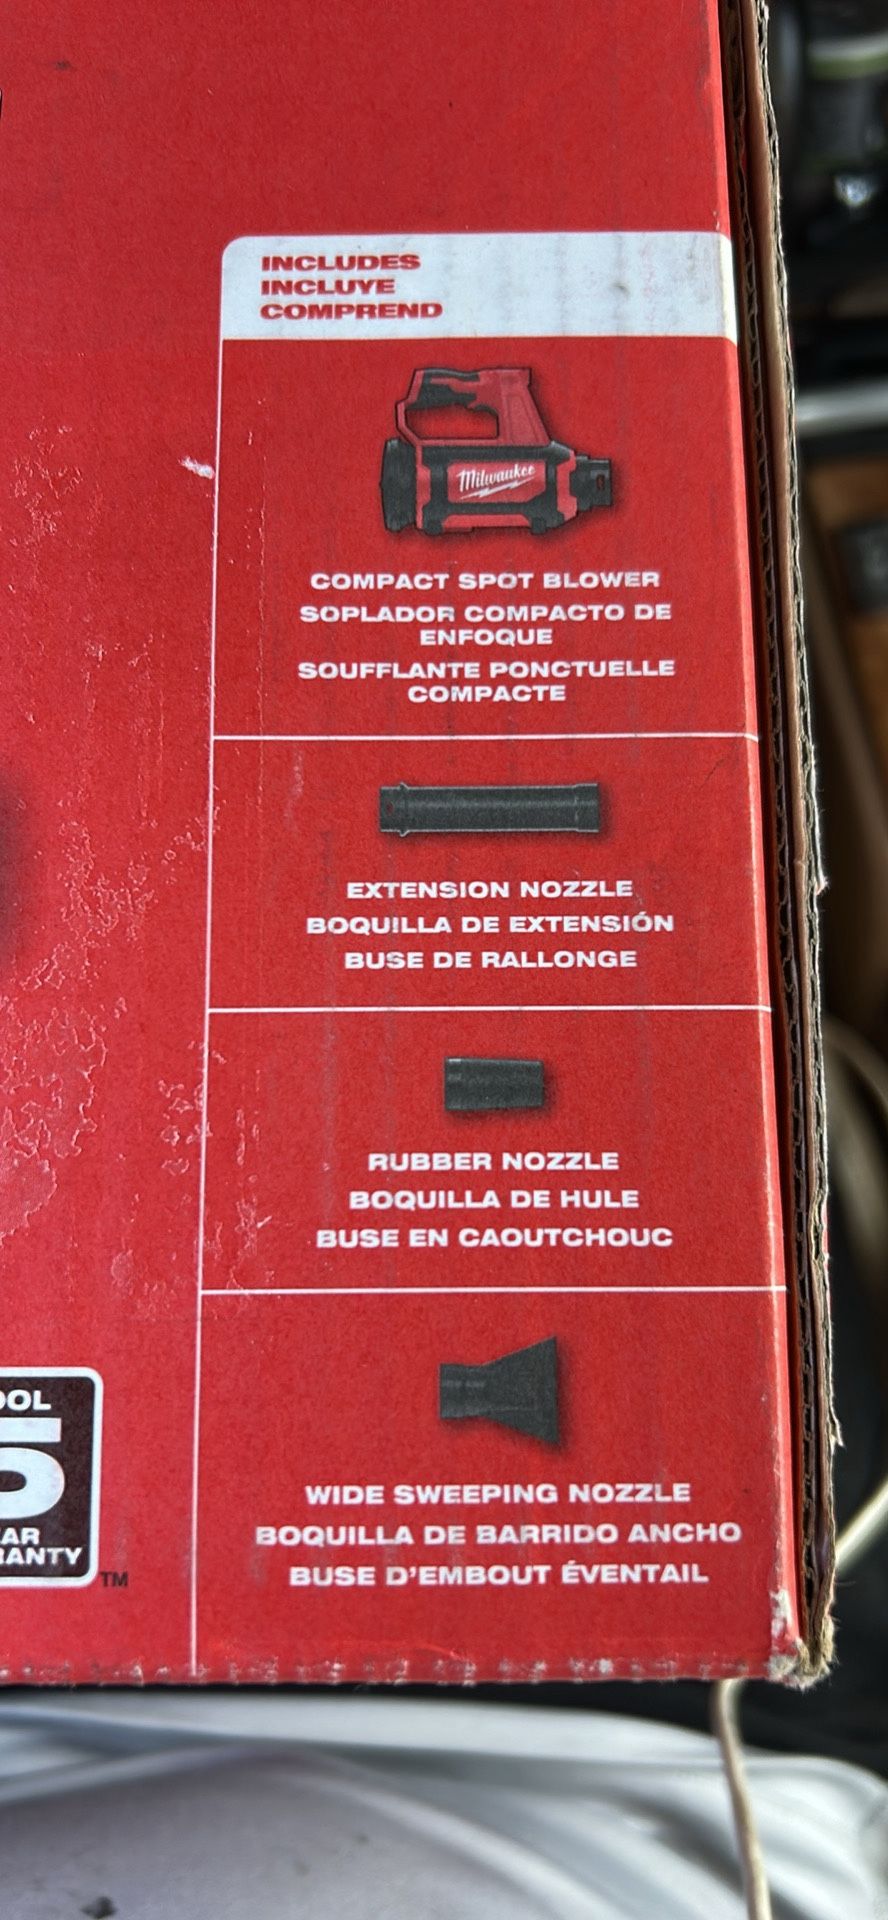 INCLUDES
INCLUYE
COMPREND
Milwaukee
COMPACT SPOT BLOWER
SOPLADOR COMPACTO DE
ENFOQUE
SOUFFLANTE PONCTUELLE
COMPACTE
EXTENSION NOZZLE
BOQUILLA DE EXTENSIÓN
BUSE DE RALLONGE
RUBBER NOZZLE
BOQUILLA DE HULE
BUSE EN CAOUTCHOUC
WIDE SWEEPING NOZZLE
BOQUILLA DE BARRIDO ANCHO
BUSE D'EMBOUT ÉVENTAIL
OOL
5
AR
RANTY
TM